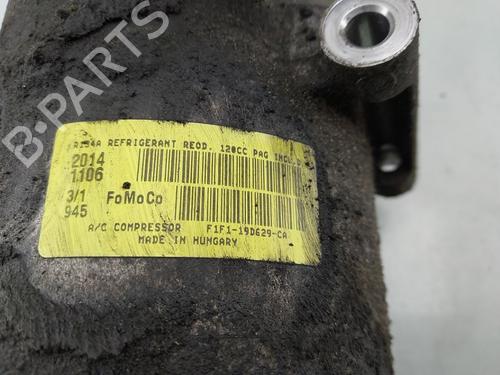 R134A REFRIGERANT REQD. 120CC PAG INCL.
2014
1106
3/1
945
FoMoCo
A/C COMPRESSOR F1F1-19D629-CA
MADE IN HUNGARY
B-PARTS